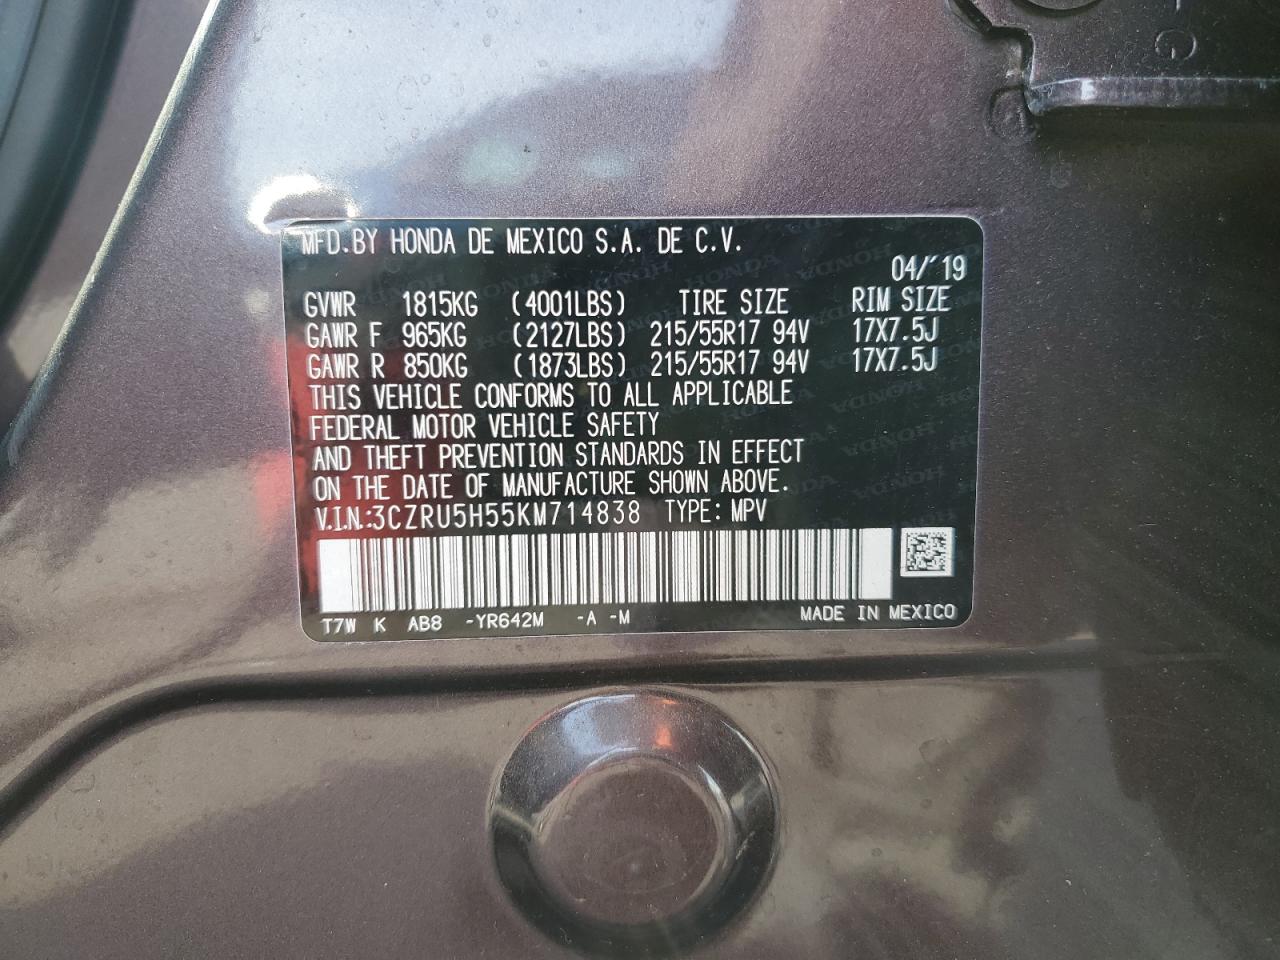 MFD.BY HONDA DE MEXICO S.A. DE C.V.
04/'19
GVWR 1815KG (4001LBS) TIRE SIZE RIM SIZE
GAWR F 965KG (2127LBS) 215/55R17 94V 17X7.5J
GAWR R 850KG (1873LBS) 215/55R17 94V 17X7.5J
THIS VEHICLE CONFORMS TO ALL APPLICABLE
FEDERAL MOTOR VEHICLE SAFETY
AND THEFT PREVENTION STANDARDS IN EFFECT
ON THE DATE OF MANUFACTURE SHOWN ABOVE.
V.I.N.:3CZRU5H55KM714838 TYPE: MPV
T7W K AB8 -YR642M -A -M MADE IN MEXICO